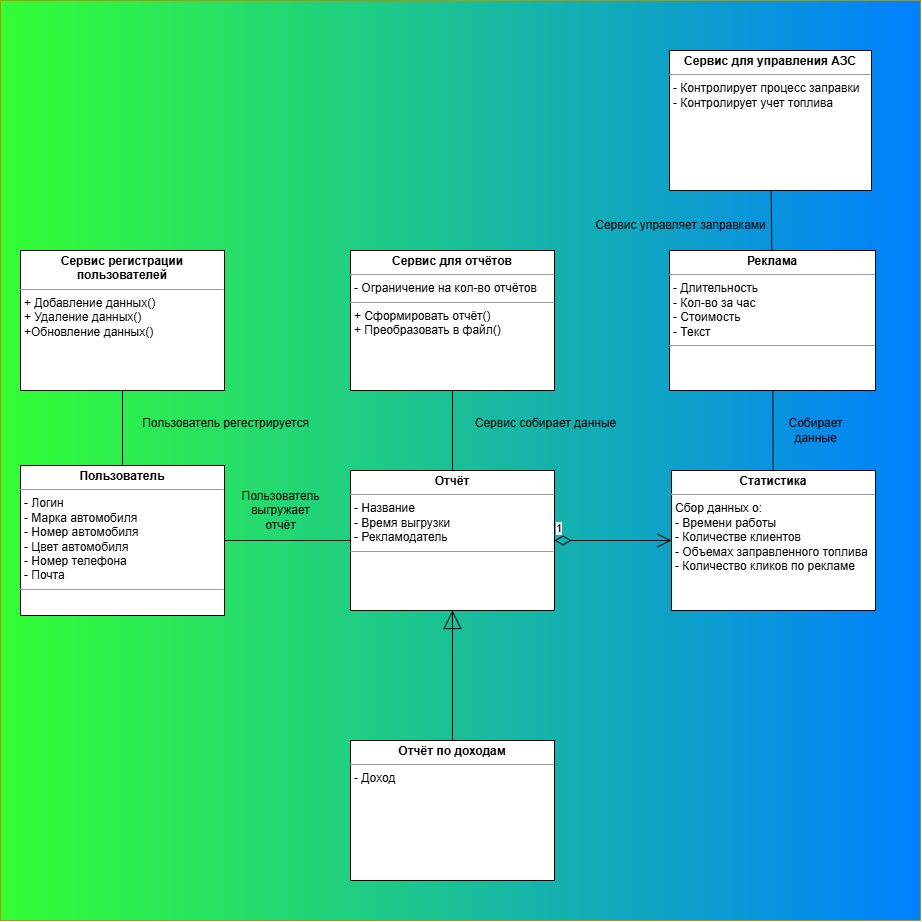 Сервис для управления АЗС
- Контролирует процесс заправки
- Контролирует учет топлива
Сервис управляет заправками
Сервис регистрации
пользователей
+ Добавление данных()
+ Удаление данных()
+Обновление данных()
Сервис для отчётов
- Ограничение на кол-во отчётов
+ Сформировать отчёт()
+ Преобразовать в файл()
Реклама
- Длительность
- Кол-во за час
- Стоимость
- Текст
Пользователь регестрируется
Сервис собирает данные
Собирает
данные
Пользователь
- Логин
- Марка автомобиля
- Номер автомобиля
- Цвет автомобиля
- Номер телефона
- Почта
Пользователь
выгружает
отчёт
Отчёт
- Название
- Время выгрузки
- Рекламодатель
1
Статистика
Сбор данных о:
- Времени работы
- Количестве клиентов
- Объемах заправленного топлива
- Количество кликов по рекламе
Отчёт по доходам
- Доход